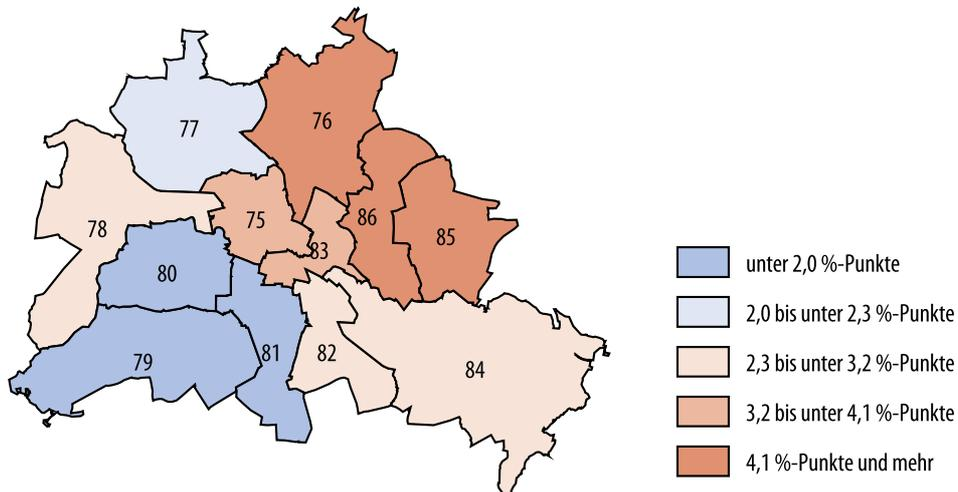 77
76
78
75
86
83
85
80
79
81
82
84
unter 2,0 %-Punkte
2,0 bis unter 2,3 %-Punkte
2,3 bis unter 3,2 %-Punkte
3,2 bis unter 4,1 %-Punkte
4,1 %-Punkte und mehr